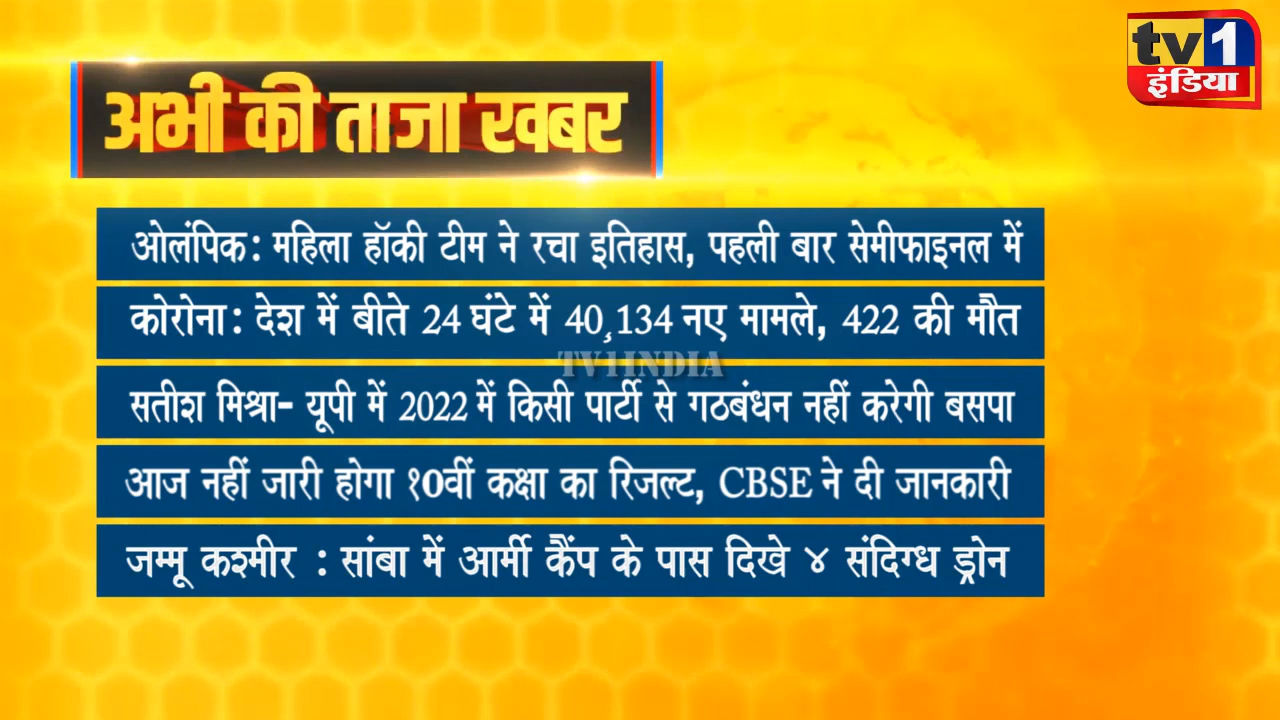 tv1
इंडिया
अभी की ताजा खबर
ओलंपिक: महिला हॉकी टीम ने रचा इतिहास, पहली बार सेमीफाइनल में
कोरोना: देश में बीते 24 घंटे में 40,134 नए मामले, 422 की मौत
TV1INDIA
सतीश मिश्रा- यूपी में 2022 में किसी पार्टी से गठबंधन नहीं करेगी बसपा
आज नहीं जारी होगा १0वीं कक्षा का रिजल्ट, CBSE ने दी जानकारी
जम्मू कश्मीर : सांबा में आर्मी कैंप के पास दिखे ४ संदिग्ध ड्रोन